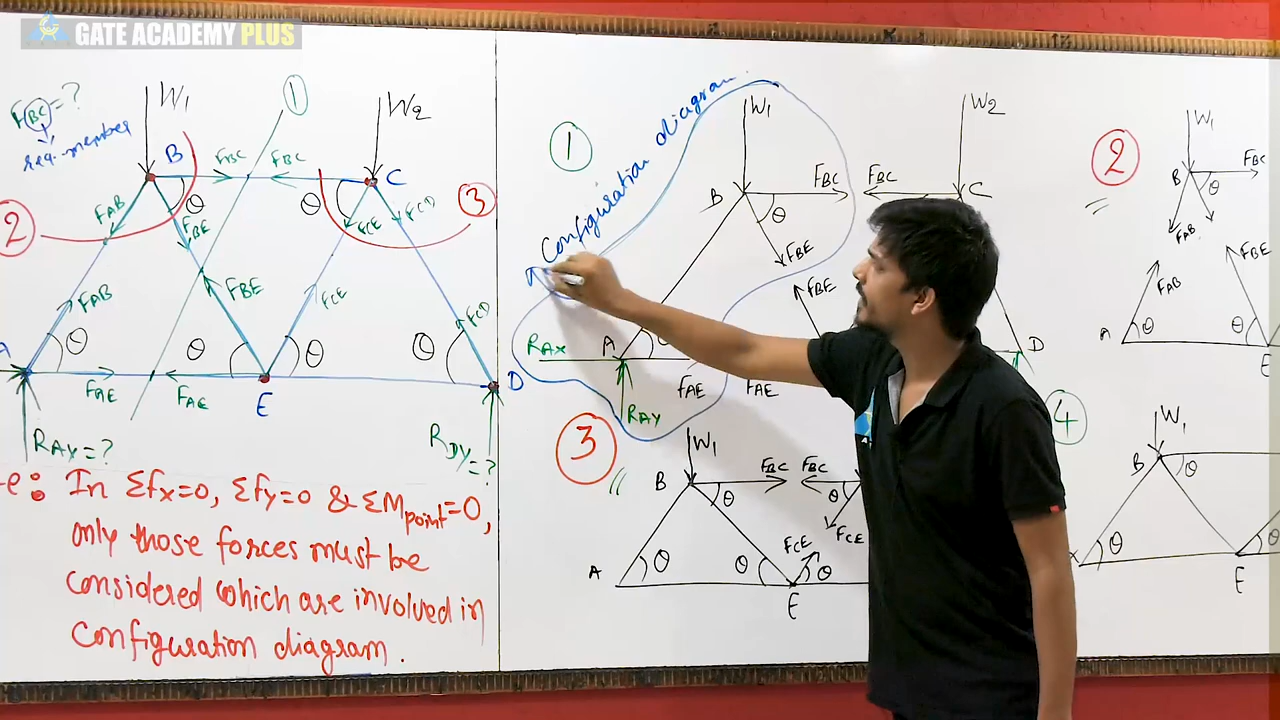 GATE ACADEMY PLUS
FBC = ?
req. member
W1
1
W2
B
FBC
FBC
C
θ
θ
2
FAB
FBE
FCE
FCD
3
FAB
FBE
FCE
FCD
A
θ
θ
θ
θ
D
FAE
FAE
E
RAY = ?
RDY = ?
In Σfx=0, Σfy=0 & ΣMpoint=0,
only those forces must be
considered which are involved in
configuration diagram.
1
Configuration diagram
W1
B
FBC
θ
FBE
RAX
A
FAE
RAY
W2
FBC
C
FBE
FAE
D
2
W1
B
FBC
θ
FAB
FAB
FBE
A
θ
θ
E
3
W1
B
FBC
FBC
θ
θ
FCE
FCE
A
θ
θ
θ
E
4
W1
B
θ
θ
E